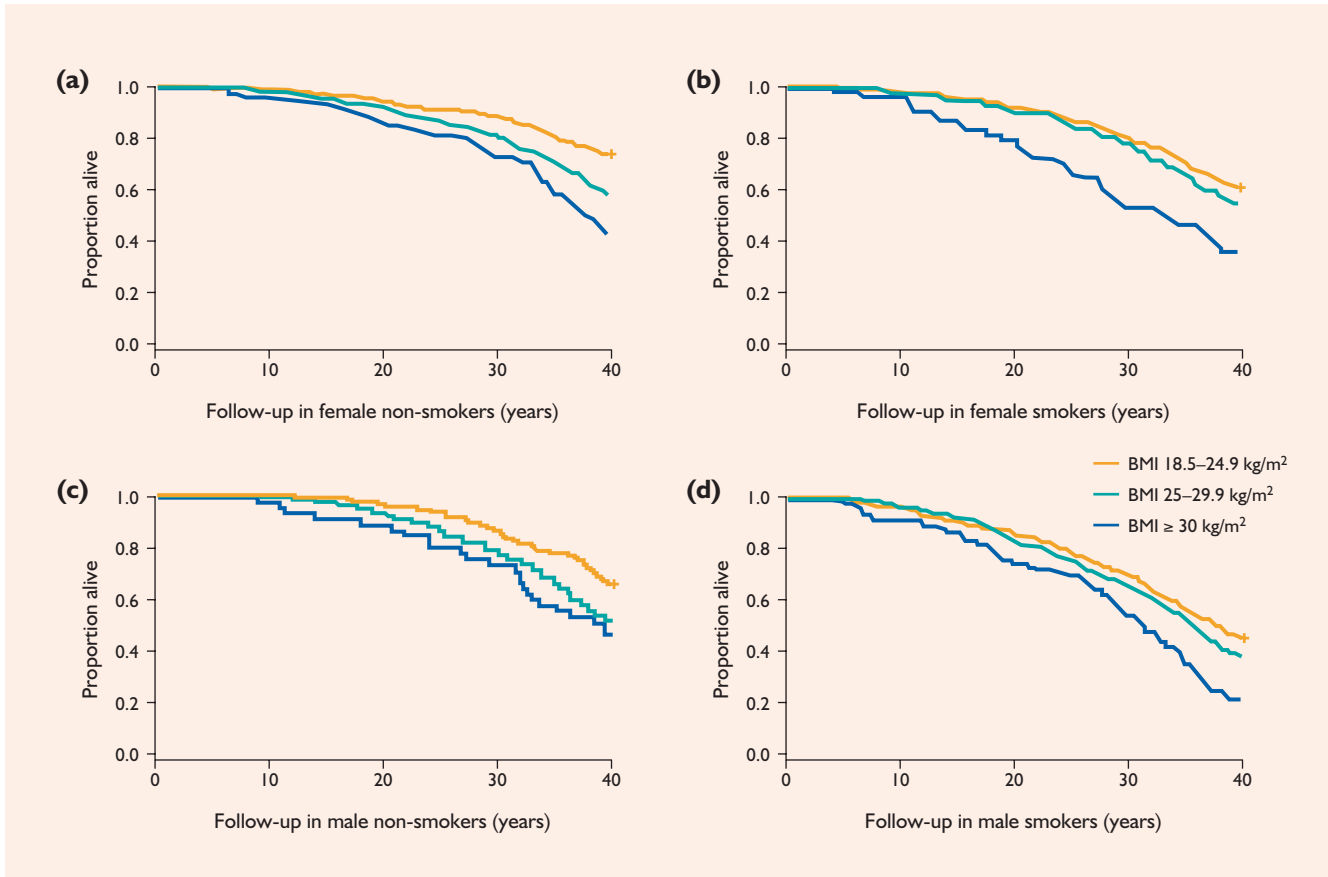 (a)
1.0
0.8
0.6
0.4
0.2
0.0
Proportion alive
0 10 20 30 40
Follow-up in female non-smokers (years)
(b)
1.0
0.8
0.6
0.4
0.2
0.0
Proportion alive
0 10 20 30 40
Follow-up in female smokers (years)
(c)
1.0
0.8
0.6
0.4
0.2
0.0
Proportion alive
0 10 20 30 40
Follow-up in male non-smokers (years)
(d)
1.0
0.8
0.6
0.4
0.2
0.0
Proportion alive
BMI 18.5–24.9 kg/m²
BMI 25–29.9 kg/m²
BMI ≥ 30 kg/m²
0 10 20 30 40
Follow-up in male smokers (years)